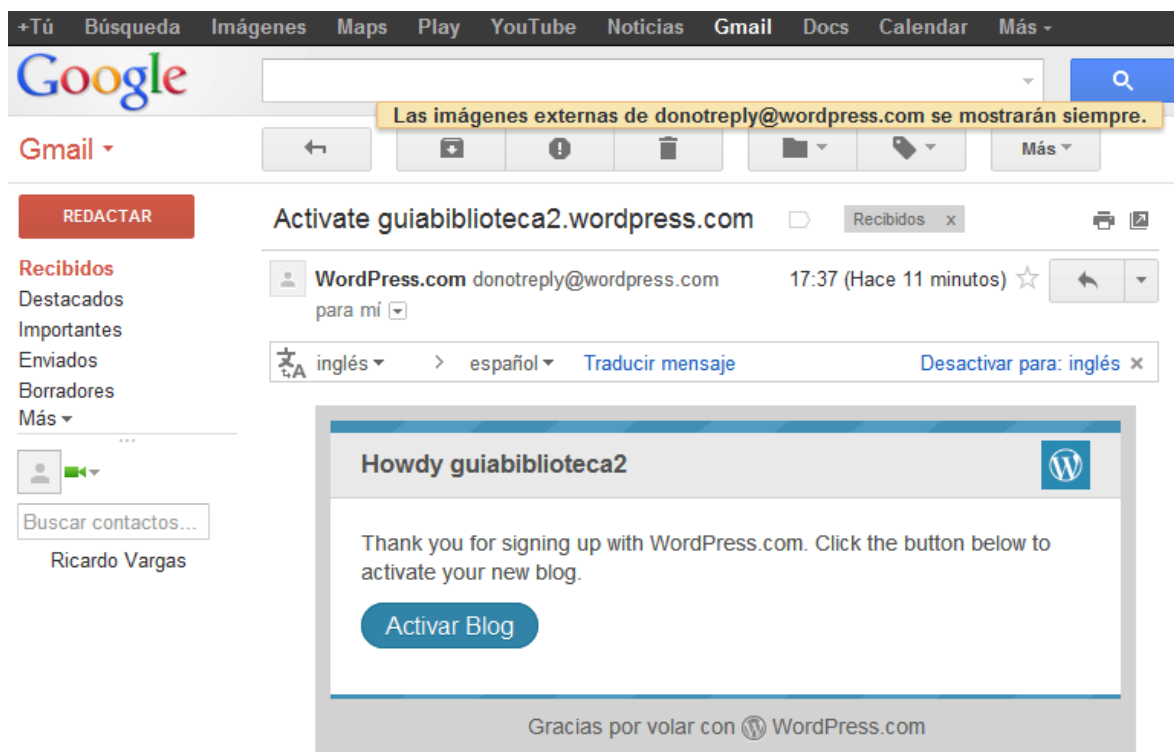 +Tú Búsqueda Imágenes Maps Play YouTube Noticias Gmail Docs Calendar Más
Google
Las imágenes externas de donotreply@wordpress.com se mostrarán siempre.
Gmail
Más
REDACTAR
Activate guiabiblioteca2.wordpress.com
Recibidos x
Recibidos
Destacados
Importantes
Enviados
Borradores
Más
WordPress.com donotreply@wordpress.com 17:37 (Hace 11 minutos)
para mí
inglés > español Traducir mensaje Desactivar para: inglés ×
Buscar contactos...
Ricardo Vargas
Howdy guiabiblioteca2
Thank you for signing up with WordPress.com. Click the button below to
activate your new blog.
Activar Blog
Gracias por volar con WordPress.com